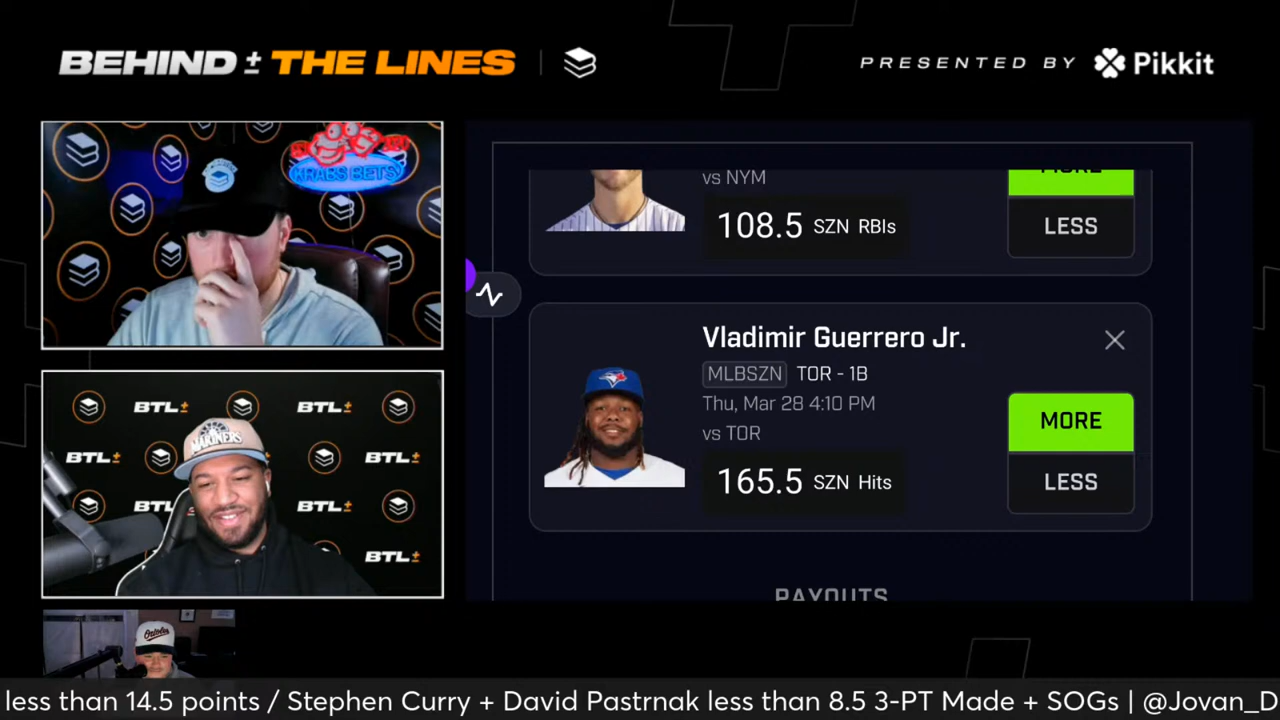 BEHIND ± THE LINES
PRESENTED BY Pikkit
KRABS BETS
vs NYM
MORE
108.5 SZN RBIs
LESS
Vladimir Guerrero Jr.
MLBSZN TOR - 1B
Thu, Mar 28 4:10 PM
MORE
vs TOR
165.5 SZN Hits
LESS
PAYOUTS
BTL± BTL±
MARINERS
BTL± BTL±
BTL±
BTL±
Orioles
less than 14.5 points / Stephen Curry + David Pastrnak less than 8.5 3-PT Made + SOGs | @Jovan_D